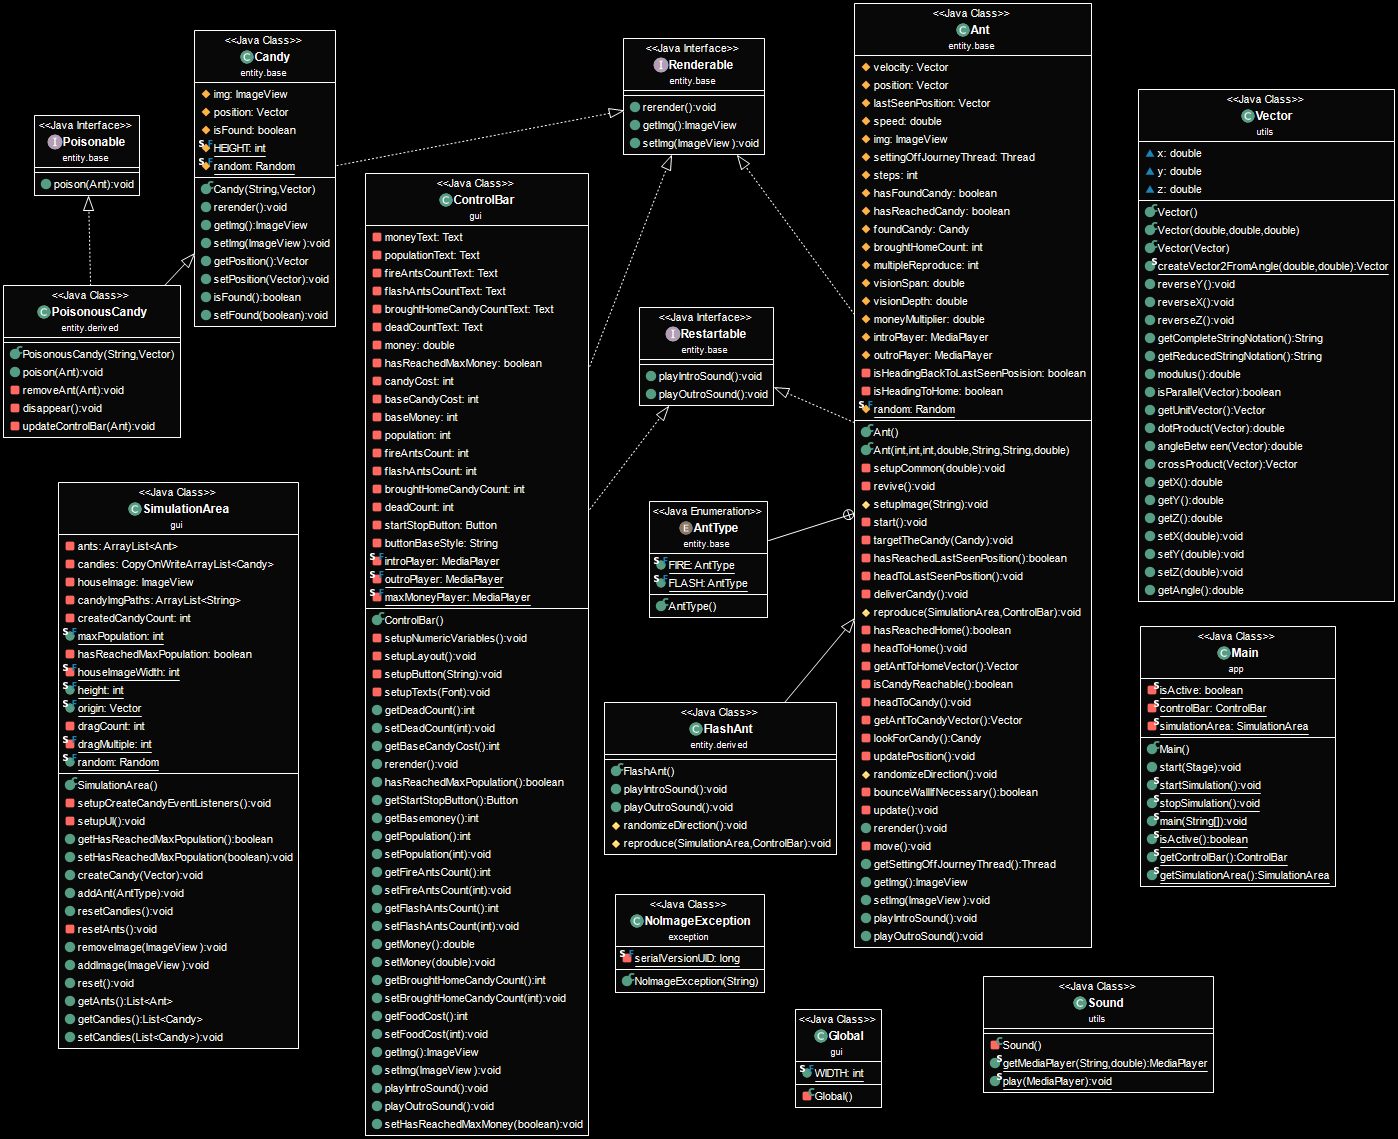 <<Java Interface>>
Poisonable
entity.base
poison(Ant):void
<<Java Class>>
Candy
entity.base
img: ImageView
position: Vector
isFound: boolean
HEIGHT: int
random: Random
Candy(String,Vector)
rerender():void
getImg():ImageView
setImg(ImageView):void
getPosition():Vector
setPosition(Vector):void
isFound():boolean
setFound(boolean):void
<<Java Class>>
PoisonousCandy
entity.derived
PoisonousCandy(String,Vector)
poison(Ant):void
removeAnt(Ant):void
disappear():void
updateControlBar(Ant):void
<<Java Class>>
SimulationArea
gui
ants: ArrayList<Ant>
candies: CopyOnWriteArrayList<Candy>
houseImage: ImageView
candyImgPaths: ArrayList<String>
createdCandyCount: int
maxPopulation: int
hasReachedMaxPopulation: boolean
houseImageWidth: int
height: int
origin: Vector
dragCount: int
dragMultiple: int
random: Random
SimulationArea()
setupCreateCandyEventListeners():void
setupUI():void
getHasReachedMaxPopulation():boolean
setHasReachedMaxPopulation(boolean):void
createCandy(Vector):void
addAnt(AntType):void
resetCandies():void
resetAnts():void
removeImage(ImageView):void
addImage(ImageView):void
reset():void
getAnts():List<Ant>
getCandies():List<Candy>
setCandies(List<Candy>):void
<<Java Class>>
ControlBar
gui
moneyText: Text
populationText: Text
fireAntsCountText: Text
flashAntsCountText: Text
broughtHomeCandyCountText: Text
deadCountText: Text
money: double
hasReachedMaxMoney: boolean
candyCost: int
baseCandyCost: int
baseMoney: int
population: int
fireAntsCount: int
flashAntsCount: int
broughtHomeCandyCount: int
deadCount: int
startStopButton: Button
buttonBaseStyle: String
introPlayer: MediaPlayer
outroPlayer: MediaPlayer
maxMoneyPlayer: MediaPlayer
ControlBar()
setupNumericVariables():void
setupLayout():void
setupButton(String):void
setupTexts(Font):void
getDeadCount():int
setDeadCount(int):void
getBaseCandyCost():int
rerender():void
hasReachedMaxPopulation():boolean
getStartStopButton():Button
getBasemoney():int
getPopulation():int
setPopulation(int):void
getFireAntsCount():int
setFireAntsCount(int):void
getFlashAntsCount():int
setFlashAntsCount(int):void
getMoney():double
setMoney(double):void
getBroughtHomeCandyCount():int
setBroughtHomeCandyCount(int):void
getFoodCost():int
setFoodCost(int):void
getImg():ImageView
setImg(ImageView):void
playIntroSound():void
playOutroSound():void
setHasReachedMaxMoney(boolean):void
<<Java Interface>>
Renderable
entity.base
rerender():void
getImg():ImageView
setImg(ImageView):void
<<Java Interface>>
Restartable
entity.base
playIntroSound():void
playOutroSound():void
<<Java Enumeration>>
AntType
entity.base
FIRE: AntType
FLASH: AntType
AntType()
<<Java Class>>
FlashAnt
entity.derived
FlashAnt()
playIntroSound():void
playOutroSound():void
randomizeDirection():void
reproduce(SimulationArea,ControlBar):void
<<Java Class>>
NoImageException
exception
serialVersionUID: long
NoImageException(String)
<<Java Class>>
Global
gui
WIDTH: int
Global()
<<Java Class>>
Ant
entity.base
velocity: Vector
position: Vector
lastSeenPosition: Vector
speed: double
img: ImageView
settingOffJourneyThread: Thread
steps: int
hasFoundCandy: boolean
hasReachedCandy: boolean
foundCandy: Candy
broughtHomeCount: int
multipleReproduce: int
visionSpan: double
visionDepth: double
moneyMultiplier: double
introPlayer: MediaPlayer
outroPlayer: MediaPlayer
isHeadingBackToLastSeenPosision: boolean
isHeadingToHome: boolean
random: Random
Ant()
Ant(int,int,int,double,String,String,double)
setupCommon(double):void
revive():void
setupImage(String):void
start():void
targetTheCandy(Candy):void
hasReachedLastSeenPosition():boolean
headToLastSeenPosition():void
deliverCandy():void
reproduce(SimulationArea,ControlBar):void
hasReachedHome():boolean
headToHome():void
getAntToHomeVector():Vector
isCandyReachable():boolean
headToCandy():void
getAntToCandyVector():Vector
lookForCandy():Candy
updatePosition():void
randomizeDirection():void
bounceWallIfNecessary():boolean
update():void
rerender():void
move():void
getSettingOffJourneyThread():Thread
getImg():ImageView
setImg(ImageView):void
playIntroSound():void
playOutroSound():void
<<Java Class>>
Vector
utils
x: double
y: double
z: double
Vector()
Vector(double,double,double)
Vector(Vector)
createVector2FromAngle(double,double):Vector
reverseY():void
reverseX():void
reverseZ():void
getCompleteStringNotation():String
getReducedStringNotation():String
modulus():double
isParallel(Vector):boolean
getUnitVector():Vector
dotProduct(Vector):double
angleBetween(Vector):double
crossProduct(Vector):Vector
getX():double
getY():double
getZ():double
setX(double):void
setY(double):void
setZ(double):void
getAngle():double
<<Java Class>>
Main
app
isActive: boolean
controlBar: ControlBar
simulationArea: SimulationArea
Main()
start(Stage):void
startSimulation():void
stopSimulation():void
main(String[]):void
isActive():boolean
getControlBar():ControlBar
getSimulationArea():SimulationArea
<<Java Class>>
Sound
utils
Sound()
getMediaPlayer(String,double):MediaPlayer
play(MediaPlayer):void